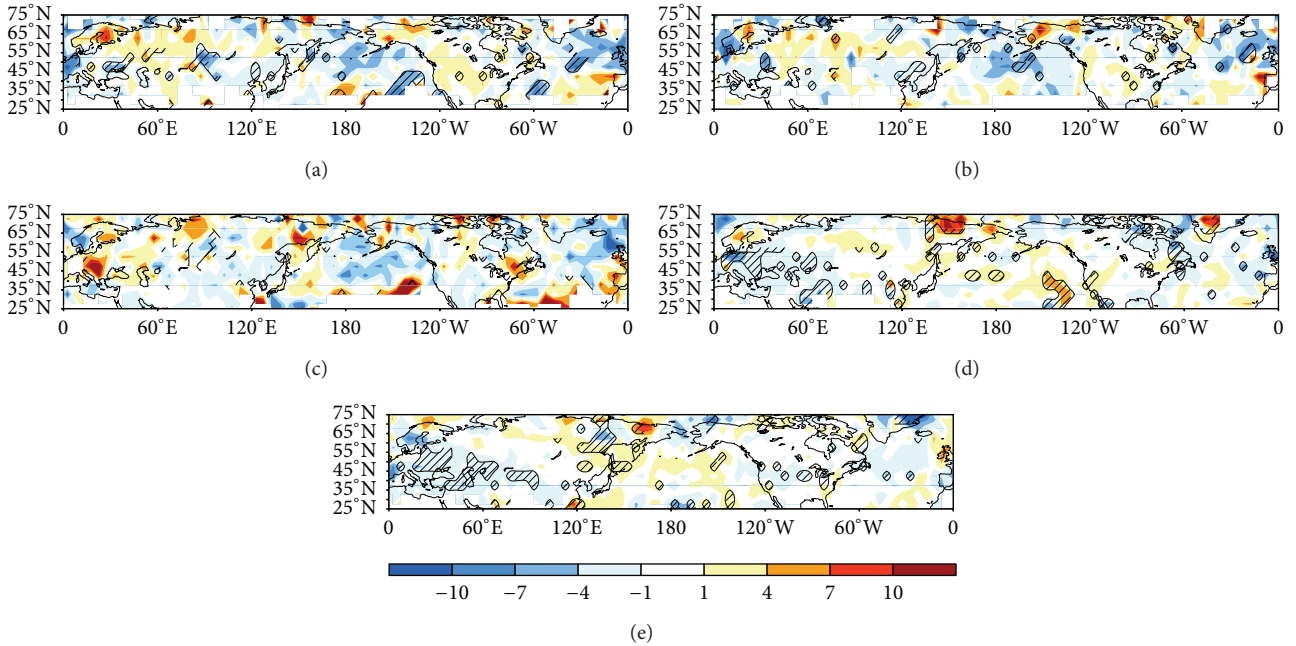 75°N 75°N
65°N 65°N
55°N 55°N
45°N 45°N
35°N 35°N
25°N 25°N
0 60°E 120°E 180 120°W 60°W 0 0 60°E 120°E 180 120°W 60°W 0
(a) (b)
75°N 75°N
65°N 65°N
55°N 55°N
45°N 45°N
35°N 35°N
25°N 25°N
0 60°E 120°E 180 120°W 60°W 0 0 60°E 120°E 180 120°W 60°W 0
(c) (d)
75°N
65°N
55°N
45°N
35°N
25°N
0 60°E 120°E 180 120°W 60°W 0
−10 −7 −4 −1 1 4 7 10
(e)